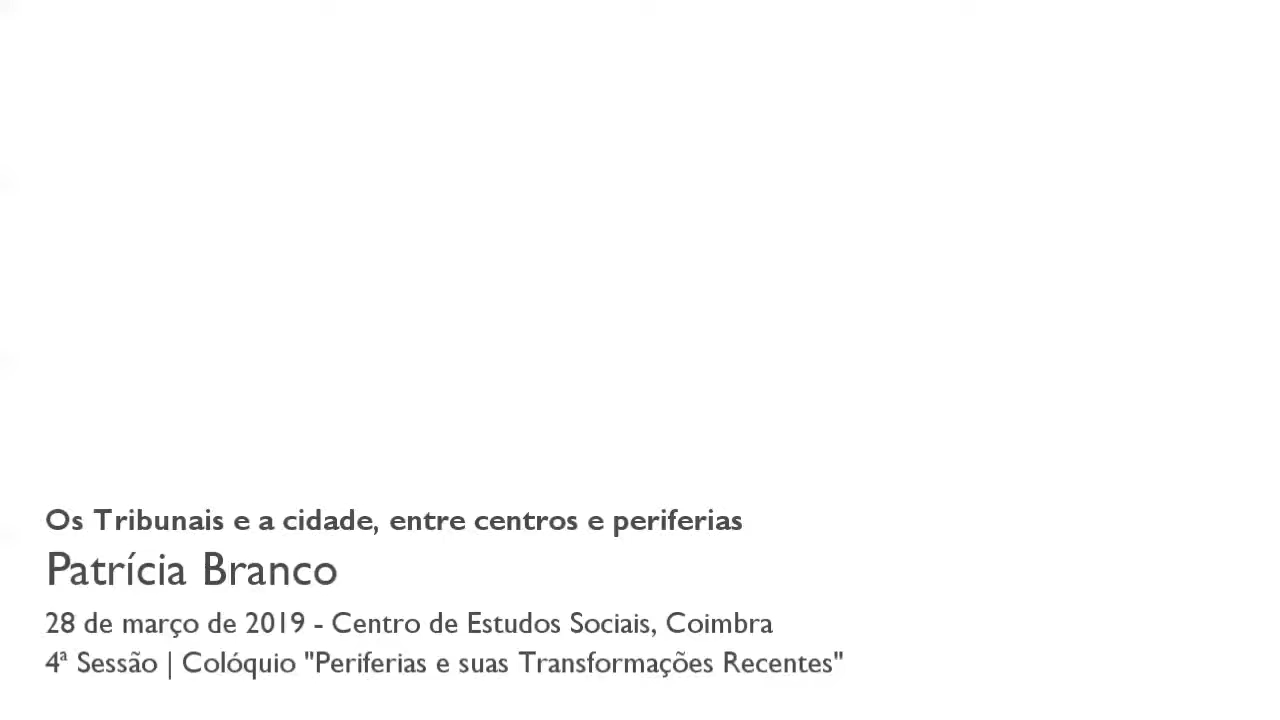 Os Tribunais e a cidade, entre centros e periferias
Patrícia Branco
28 de março de 2019 - Centro de Estudos Sociais, Coimbra
4ª Sessão | Colóquio "Periferias e suas Transformações Recentes"